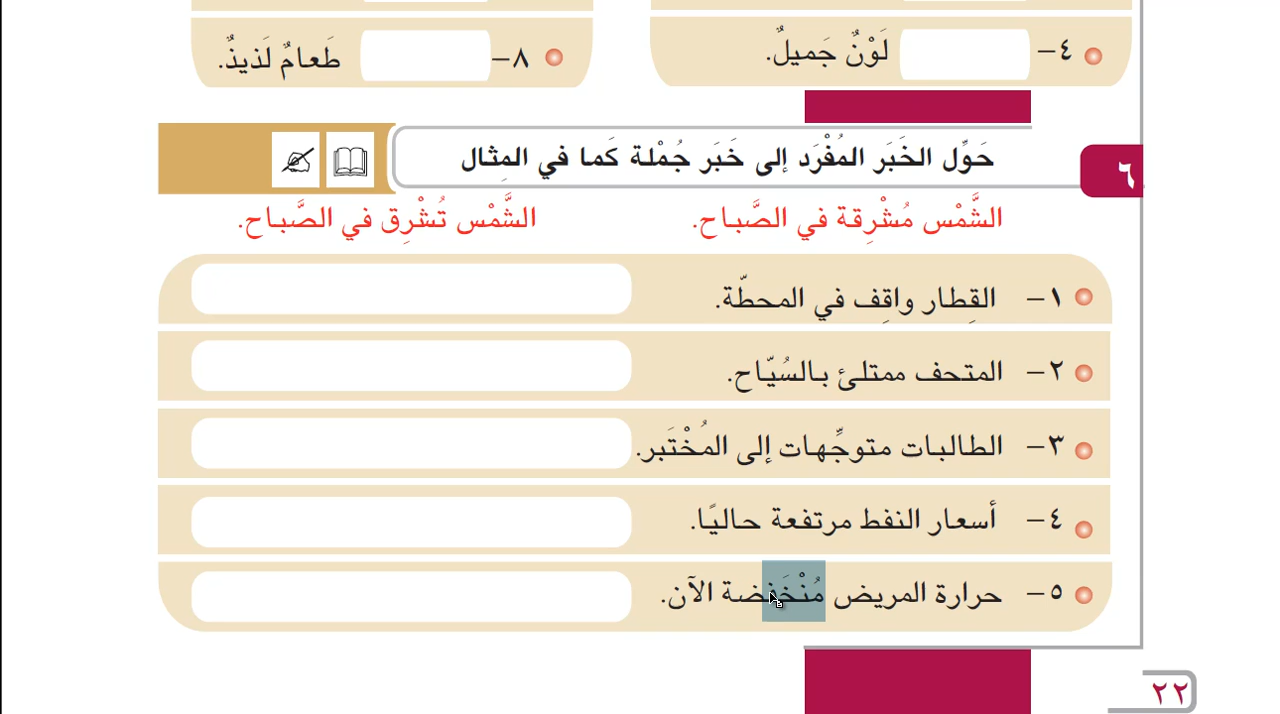 ٤– لَوْنٌ جَميلٌ.
٨– طَعامٌ لَذيذٌ.
٦
حَوِّل الخَبَر المُفْرَد إلى خَبَر جُمْلة كَما في المِثال
الشَّمْس مُشْرِقة في الصَّباح. الشَّمْس تُشْرِق في الصَّباح.
١– القِطار واقِف في المحطّة.
٢– المتحف ممتلئ بالسُيّاح.
٣– الطالبات متوجِّهات إلى المُخْتَبر.
٤– أسعار النفط مرتفعة حاليًا.
٥– حرارة المريض مُنْخَفِضة الآن.
٢٢